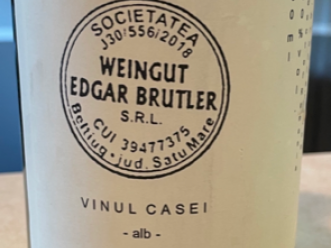 SOCIETATEA
J30/556/2018
WEINGUT
EDGAR BRUTLER
S.R.L.
CUI 39477375
Beltiug - jud. Satu Mare
VINUL CASEI
- alb -